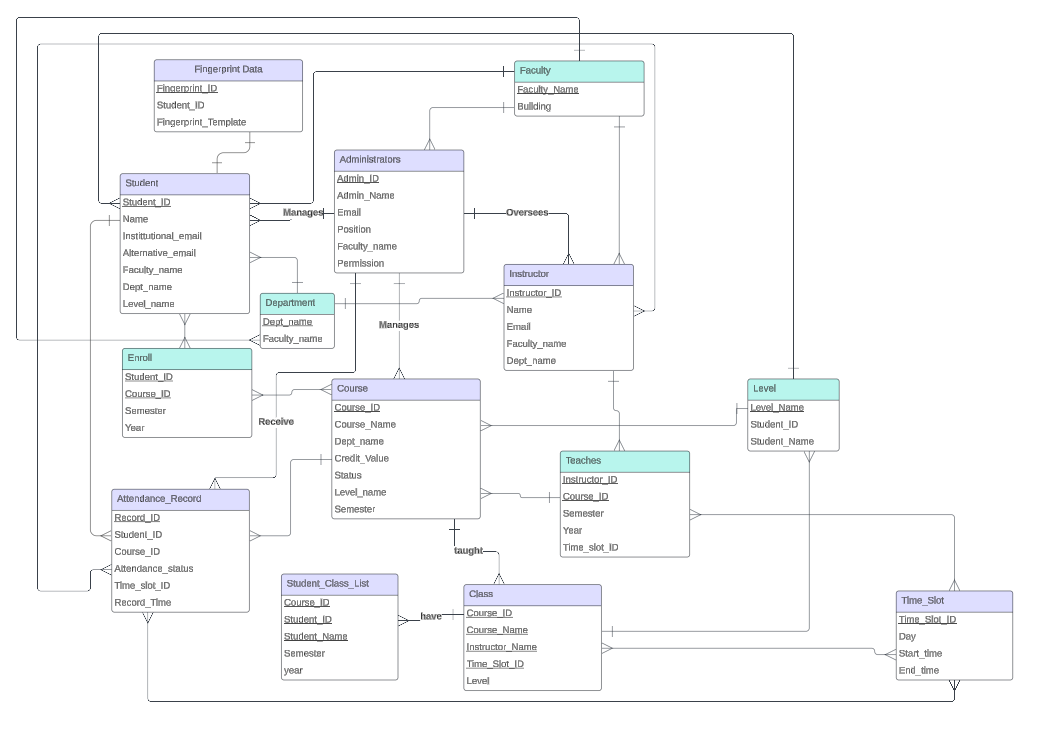 Fingerprint Data
Fingerprint_ID
Student_ID
Fingerprint_Template
Faculty
Faculty_Name
Building
Administrators
Admin_ID
Admin_Name
Email
Position
Faculty_name
Permission
Student
Student_ID
Name
Institutional_email
Alternative_email
Faculty_name
Dept_name
Level_name
Manages
Oversees
Instructor
Instructor_ID
Name
Email
Faculty_name
Dept_name
Department
Dept_name
Faculty_name
Manages
Enroll
Student_ID
Course_ID
Semester
Year
Receive
Course
Course_ID
Course_Name
Dept_name
Credit_Value
Status
Level_name
Semester
Level
Level_Name
Student_ID
Student_Name
Teaches
Instructor_ID
Course_ID
Semester
Year
Time_slot_ID
Attendance_Record
Record_ID
Student_ID
Course_ID
Attendance_status
Time_slot_ID
Record_Time
taught
Student_Class_List
Course_ID
Student_ID
Student_Name
Semester
year
have
Class
Course_ID
Course_Name
Instructor_Name
Time_Slot_ID
Level
Time_Slot
Time_Slot_ID
Day
Start_time
End_time